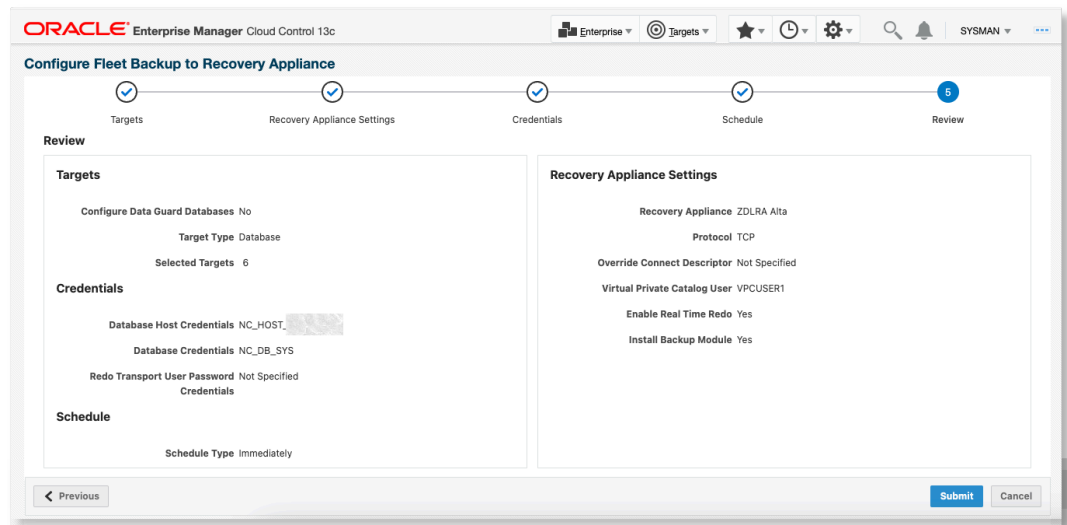 ORACLE Enterprise Manager Cloud Control 13c
Enterprise
Targets
SYSMAN
Configure Fleet Backup to Recovery Appliance
5
Targets
Recovery Appliance Settings
Credentials
Schedule
Review
Review
Targets
Configure Data Guard Databases No
Target Type Database
Selected Targets 6
Credentials
Database Host Credentials NC_HOST_
Database Credentials NC_DB_SYS
Redo Transport User Password Not Specified
Credentials
Schedule
Schedule Type Immediately
Recovery Appliance Settings
Recovery Appliance ZDLRA Alta
Protocol TCP
Override Connect Descriptor Not Specified
Virtual Private Catalog User VPCUSER1
Enable Real Time Redo Yes
Install Backup Module Yes
Previous
Submit
Cancel